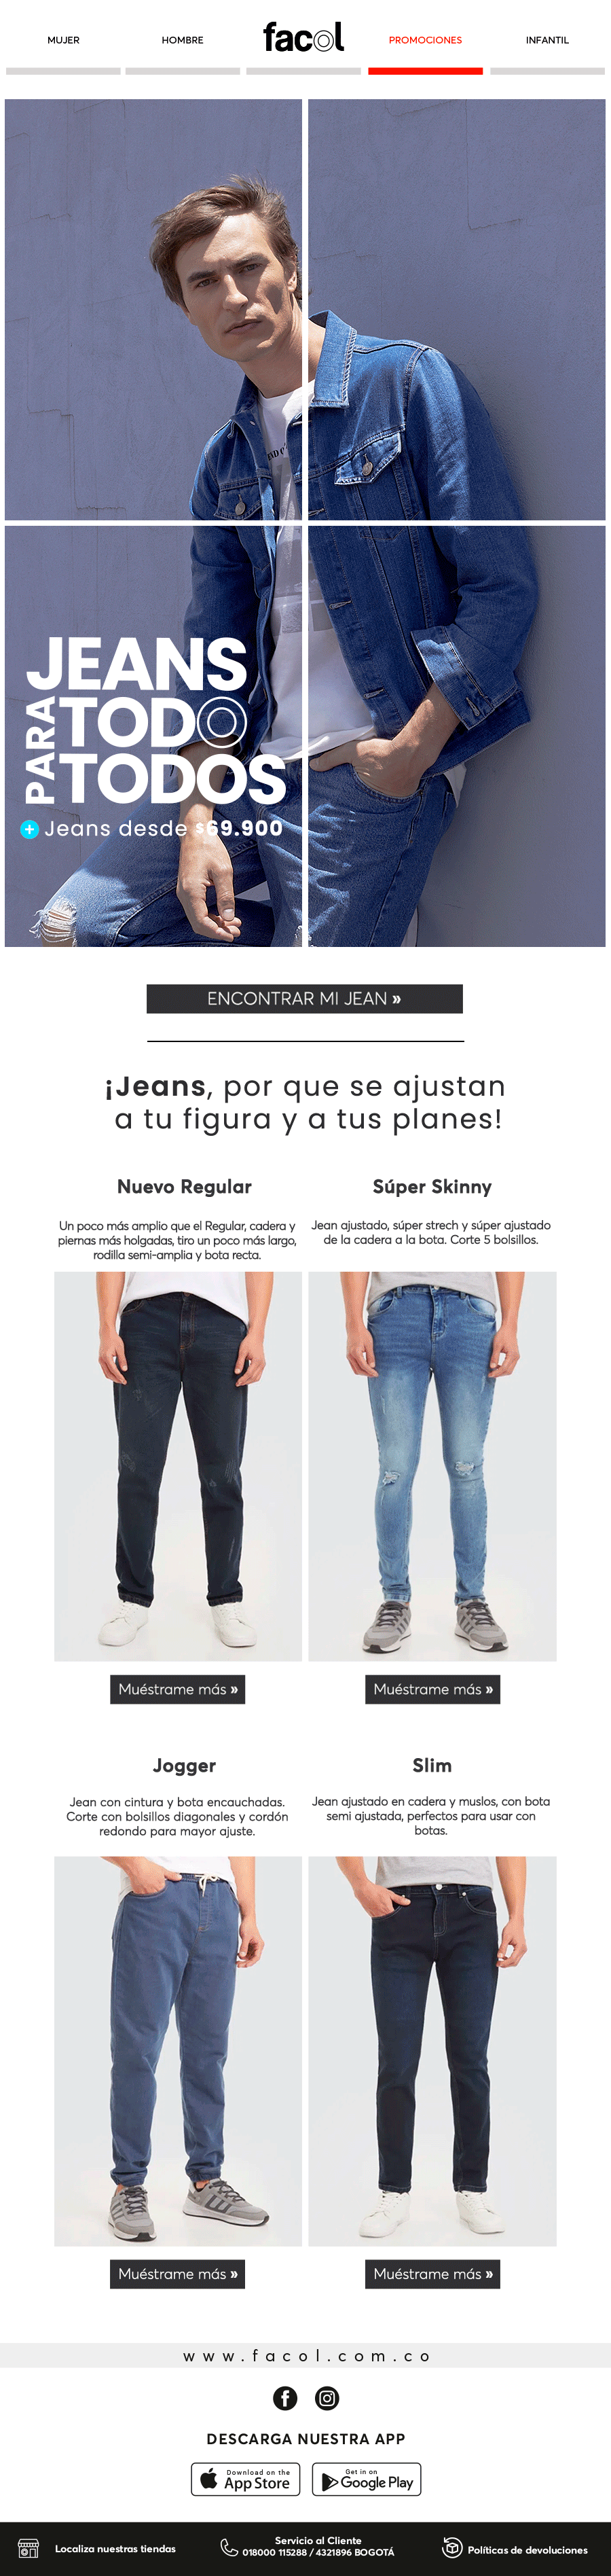 MUJER
HOMBRE
facol
PROMOCIONES
INFANTIL
JEANS
PARA TODO
TODOS
+ Jeans desde $69.900
ENCONTRAR MI JEAN »
¡Jeans, por que se ajustan
a tu figura y a tus planes!
Nuevo Regular
Un poco más amplio que el Regular, cadera y
piernas más holgadas, tiro un poco más largo,
rodilla semi-amplia y bota recta.
Súper Skinny
Jean ajustado, súper strech y súper ajustado
de la cadera a la bota. Corte 5 bolsillos.
Muéstrame más »
Muéstrame más »
Jogger
Jean con cintura y bota encauchadas.
Corte con bolsillos diagonales y cordón
redondo para mayor ajuste.
Slim
Jean ajustado en cadera y muslos, con bota
semi ajustada, perfectos para usar con
botas.
Muéstrame más »
Muéstrame más »
www.facol.com.co
DESCARGA NUESTRA APP
Download on the
App Store
Get in on
Google Play
Localiza nuestras tiendas
Servicio al Cliente
018000 115288 / 4321896 BOGOTÁ
Políticas de devoluciones